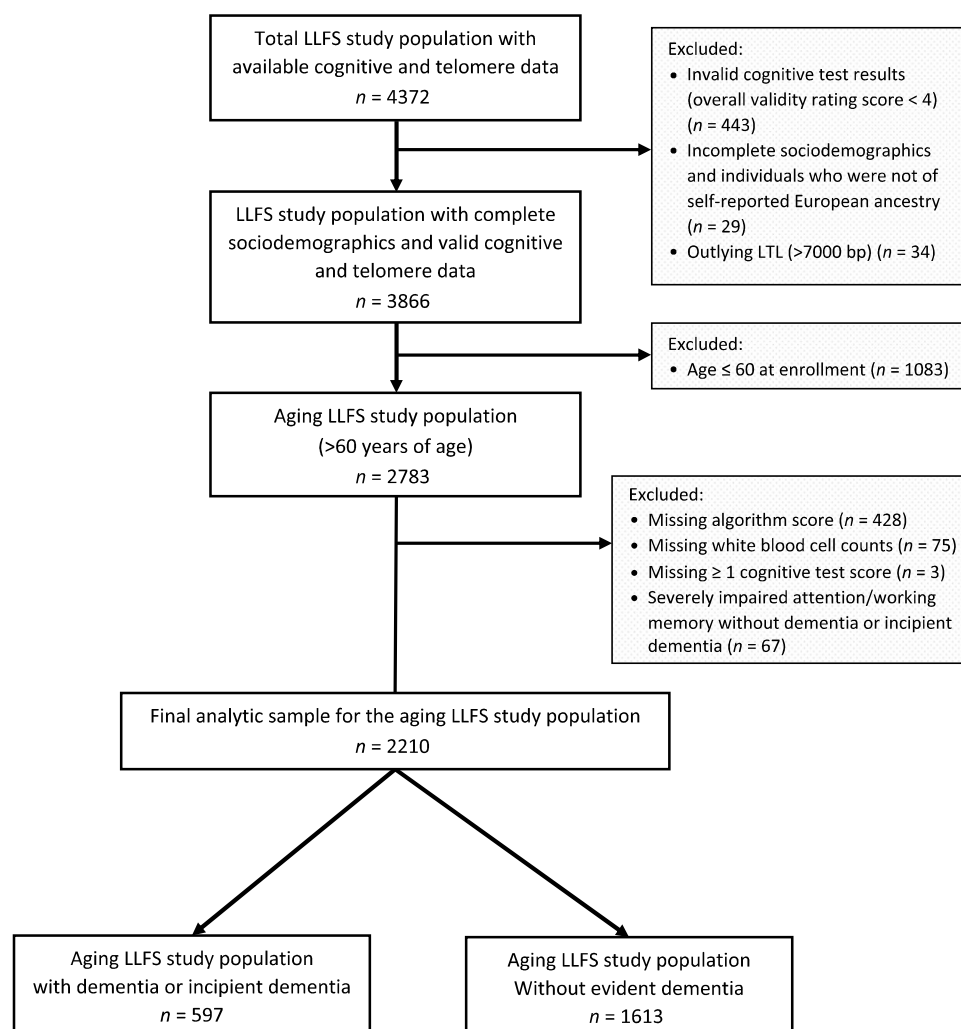 Total LLFS study population with
available cognitive and telomere data
n = 4372
Excluded:
• Invalid cognitive test results
(overall validity rating score < 4)
(n = 443)
• Incomplete sociodemographics
and individuals who were not of
self-reported European ancestry
(n = 29)
• Outlying LTL (>7000 bp) (n = 34)
LLFS study population with complete
sociodemographics and valid cognitive
and telomere data
n = 3866
Excluded:
• Age ≤ 60 at enrollment (n = 1083)
Aging LLFS study population
(>60 years of age)
n = 2783
Excluded:
• Missing algorithm score (n = 428)
• Missing white blood cell counts (n = 75)
• Missing ≥ 1 cognitive test score (n = 3)
• Severely impaired attention/working
memory without dementia or incipient
dementia (n = 67)
Final analytic sample for the aging LLFS study population
n = 2210
Aging LLFS study population
with dementia or incipient dementia
n = 597
Aging LLFS study population
Without evident dementia
n = 1613